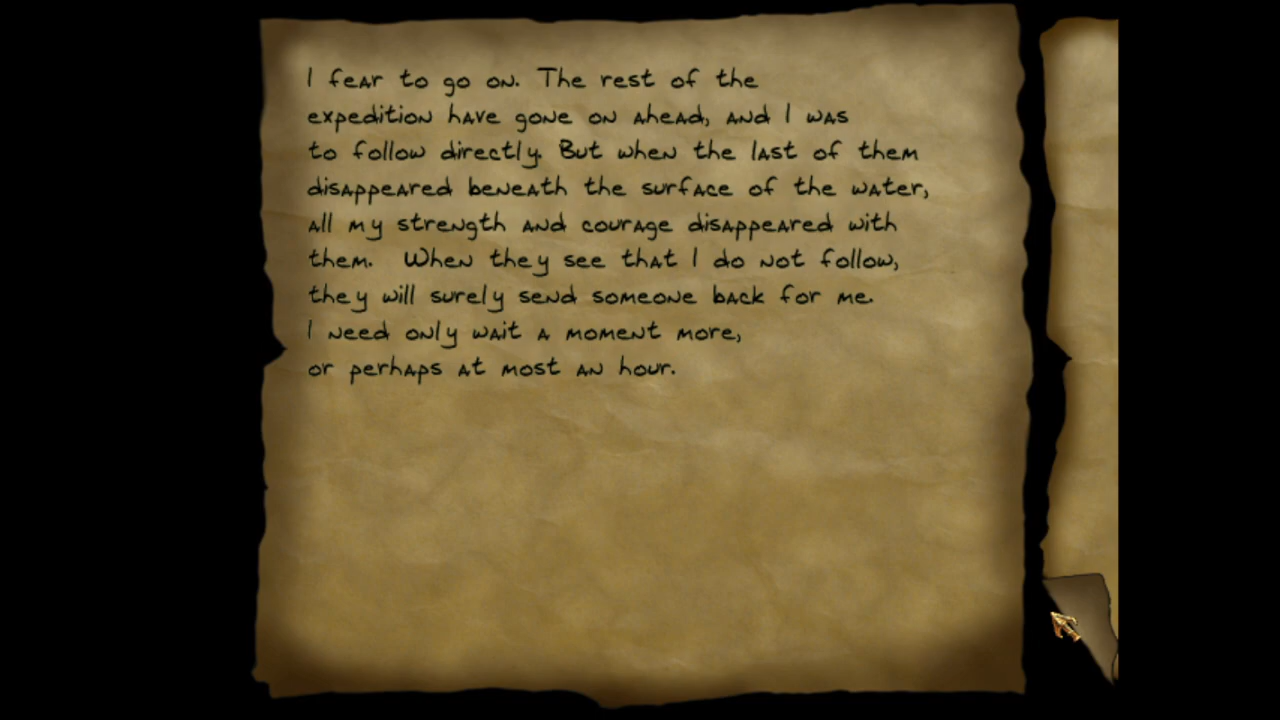 I fear to go on. The rest of the
expedition have gone on ahead, and I was
to follow directly. But when the last of them
disappeared beneath the surface of the water,
all my strength and courage disappeared with
them. When they see that I do not follow,
they will surely send someone back for me.
I need only wait a moment more,
or perhaps at most an hour.